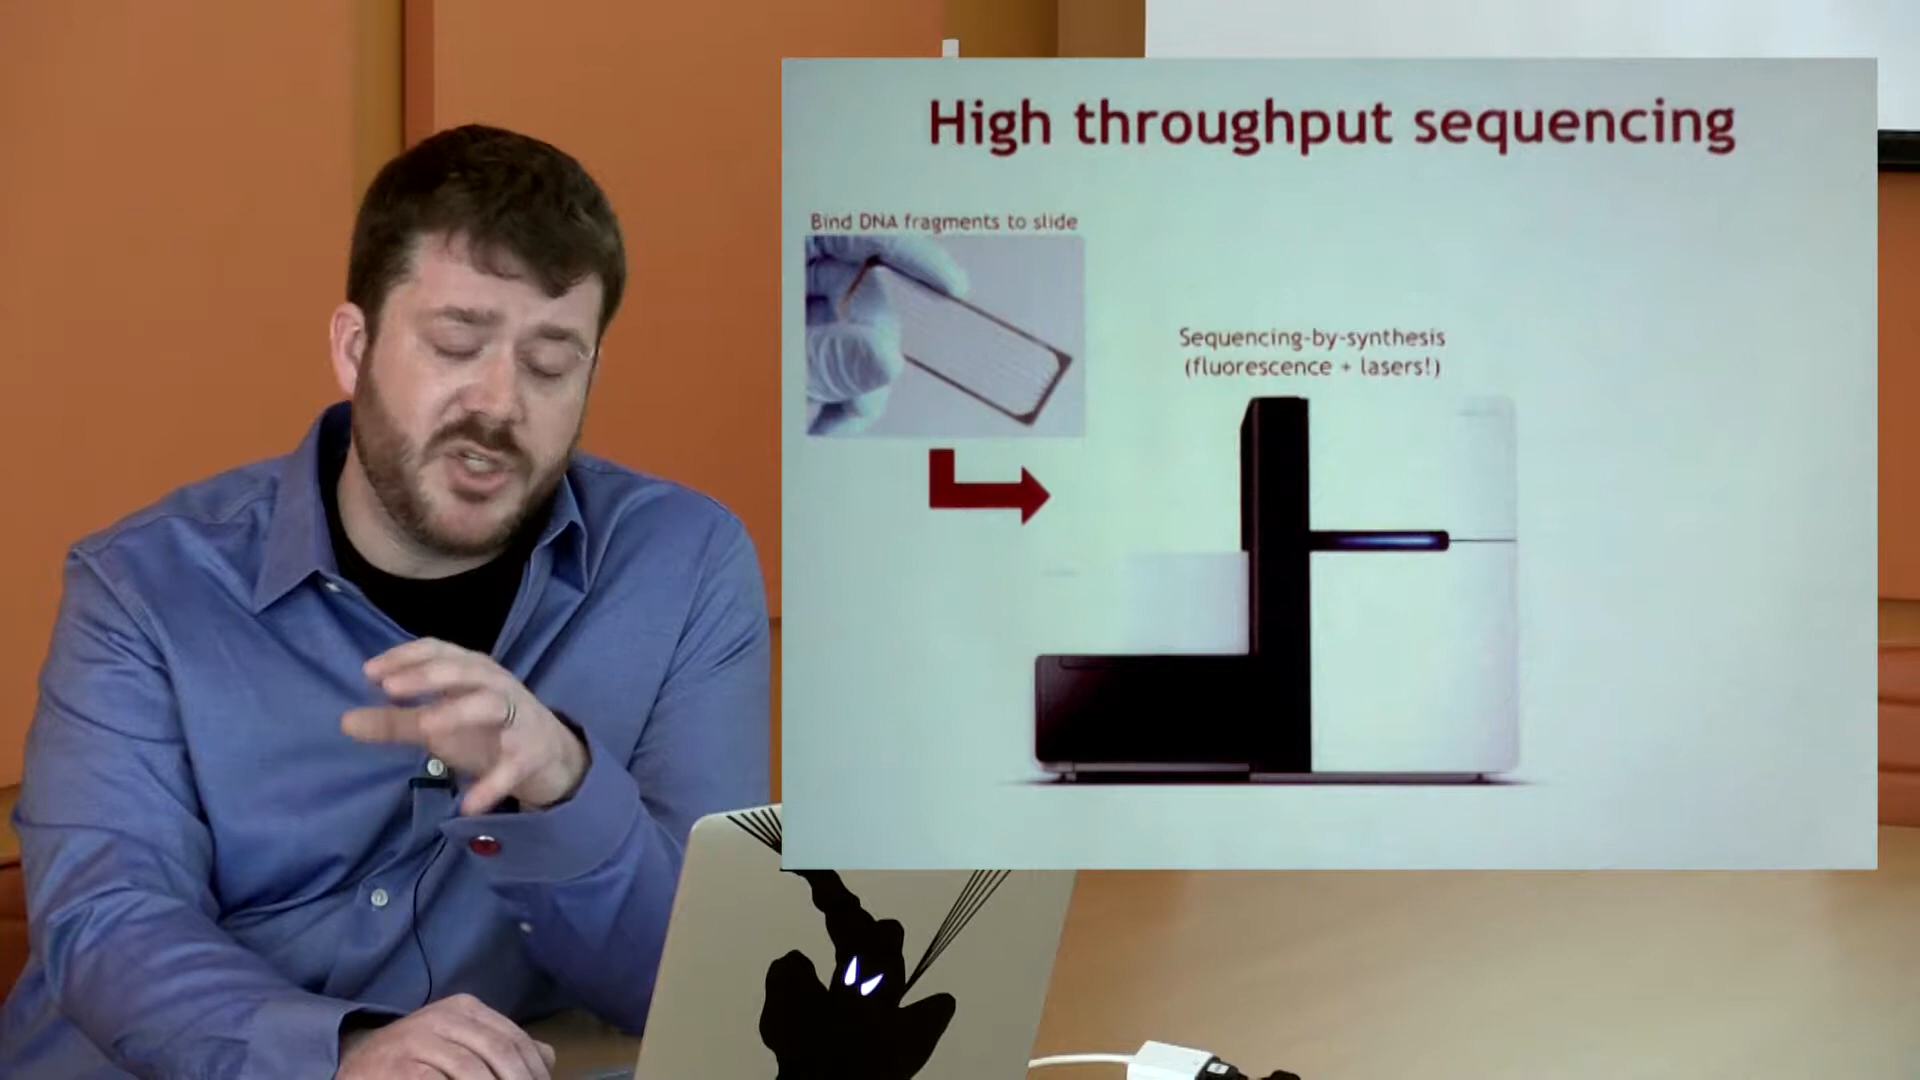 High throughput sequencing
Bind DNA fragments to slide
Sequencing-by-synthesis
(fluorescence + lasers!)